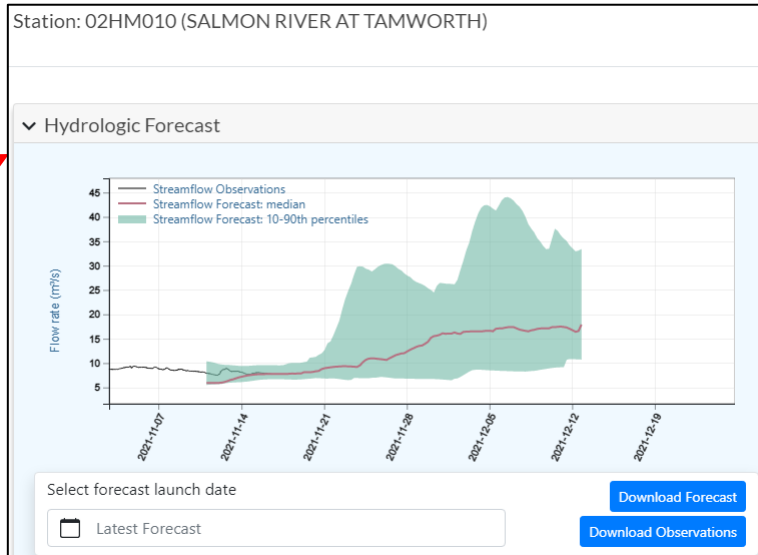 Station: 02HM010 (SALMON RIVER AT TAMWORTH)
Hydrologic Forecast
Streamflow Observations
Streamflow Forecast: median
Streamflow Forecast: 10-90th percentiles
45
40
35
30
25
20
15
10
5
Flow rate (m³/s)
2021-11-07
2021-11-14
2021-11-21
2021-11-28
2021-12-05
2021-12-12
2021-12-19
Select forecast launch date
Latest Forecast
Download Forecast
Download Observations